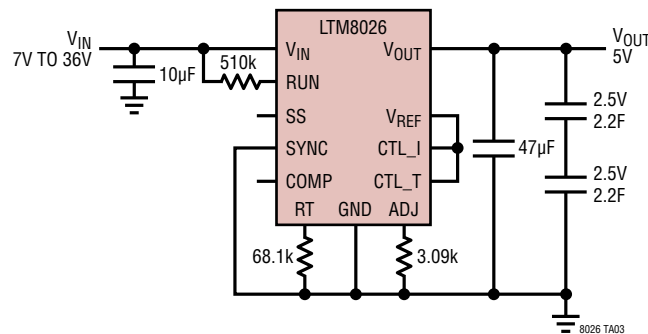 LTM8026
VIN
7V TO 36V
10µF
510k
VIN
RUN
SS
SYNC
COMP
RT
GND
ADJ
VOUT
VREF
CTL_I
CTL_T
VOUT
5V
47µF
2.5V
2.2F
2.5V
2.2F
68.1k
3.09k
8026 TA03